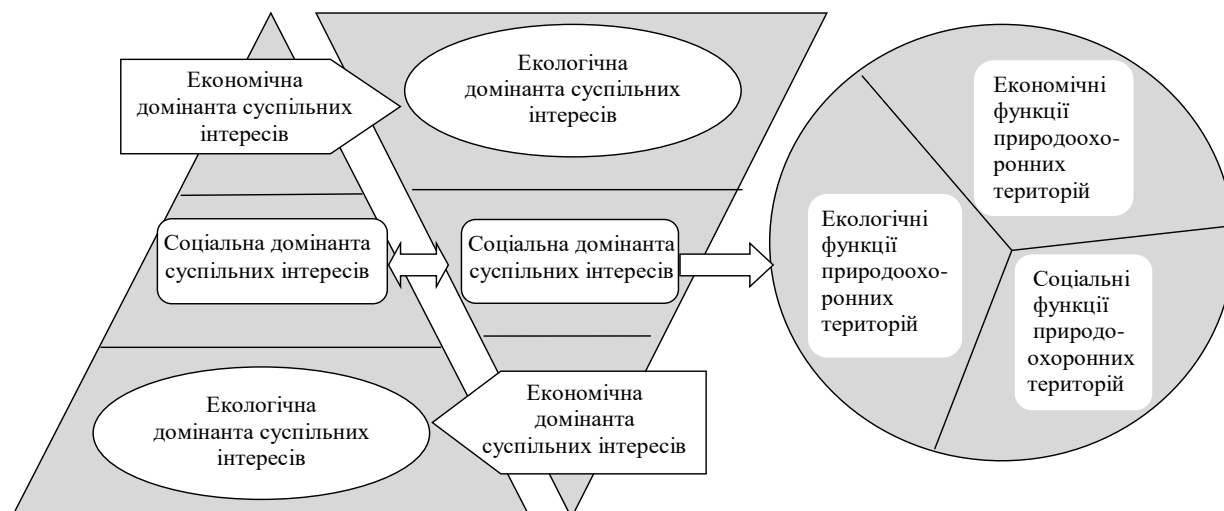 Економічна
домінанта суспільних
інтересів
Екологічна
домінанта суспільних
інтересів
Соціальна домінанта
суспільних інтересів
Соціальна домінанта
суспільних інтересів
Екологічна
домінанта суспільних
інтересів
Економічна
домінанта
суспільних інтересів
Економічні
функції
природоохо-
ронних
територій
Екологічні
функції
природоохо-
ронних
територій
Соціальні
функції
природо-
охоронних
територій